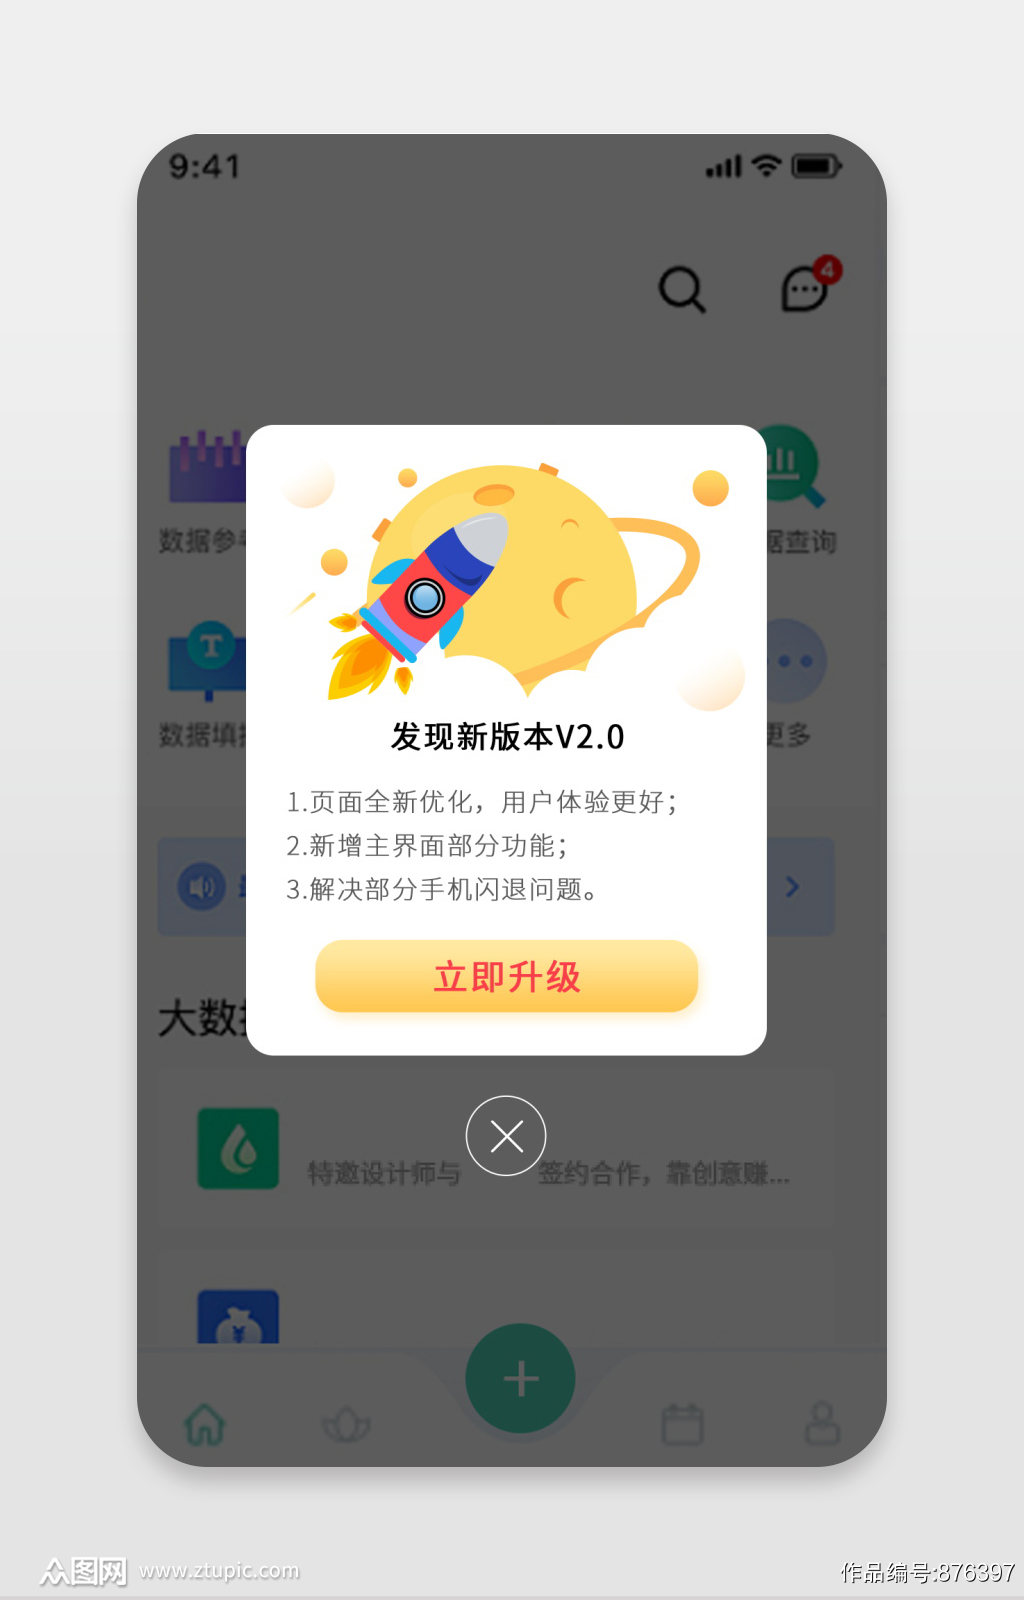 9:41
4
数据参
据查询
T
数据填
更多
发现新版本V2.0
1.页面全新优化，用户体验更好；
2.新增主界面部分功能；
3.解决部分手机闪退问题。
立即升级
大数
特邀设计师与 签约合作，靠创意赚...
¥
众图网 www.ztupic.com
作品编号:876397